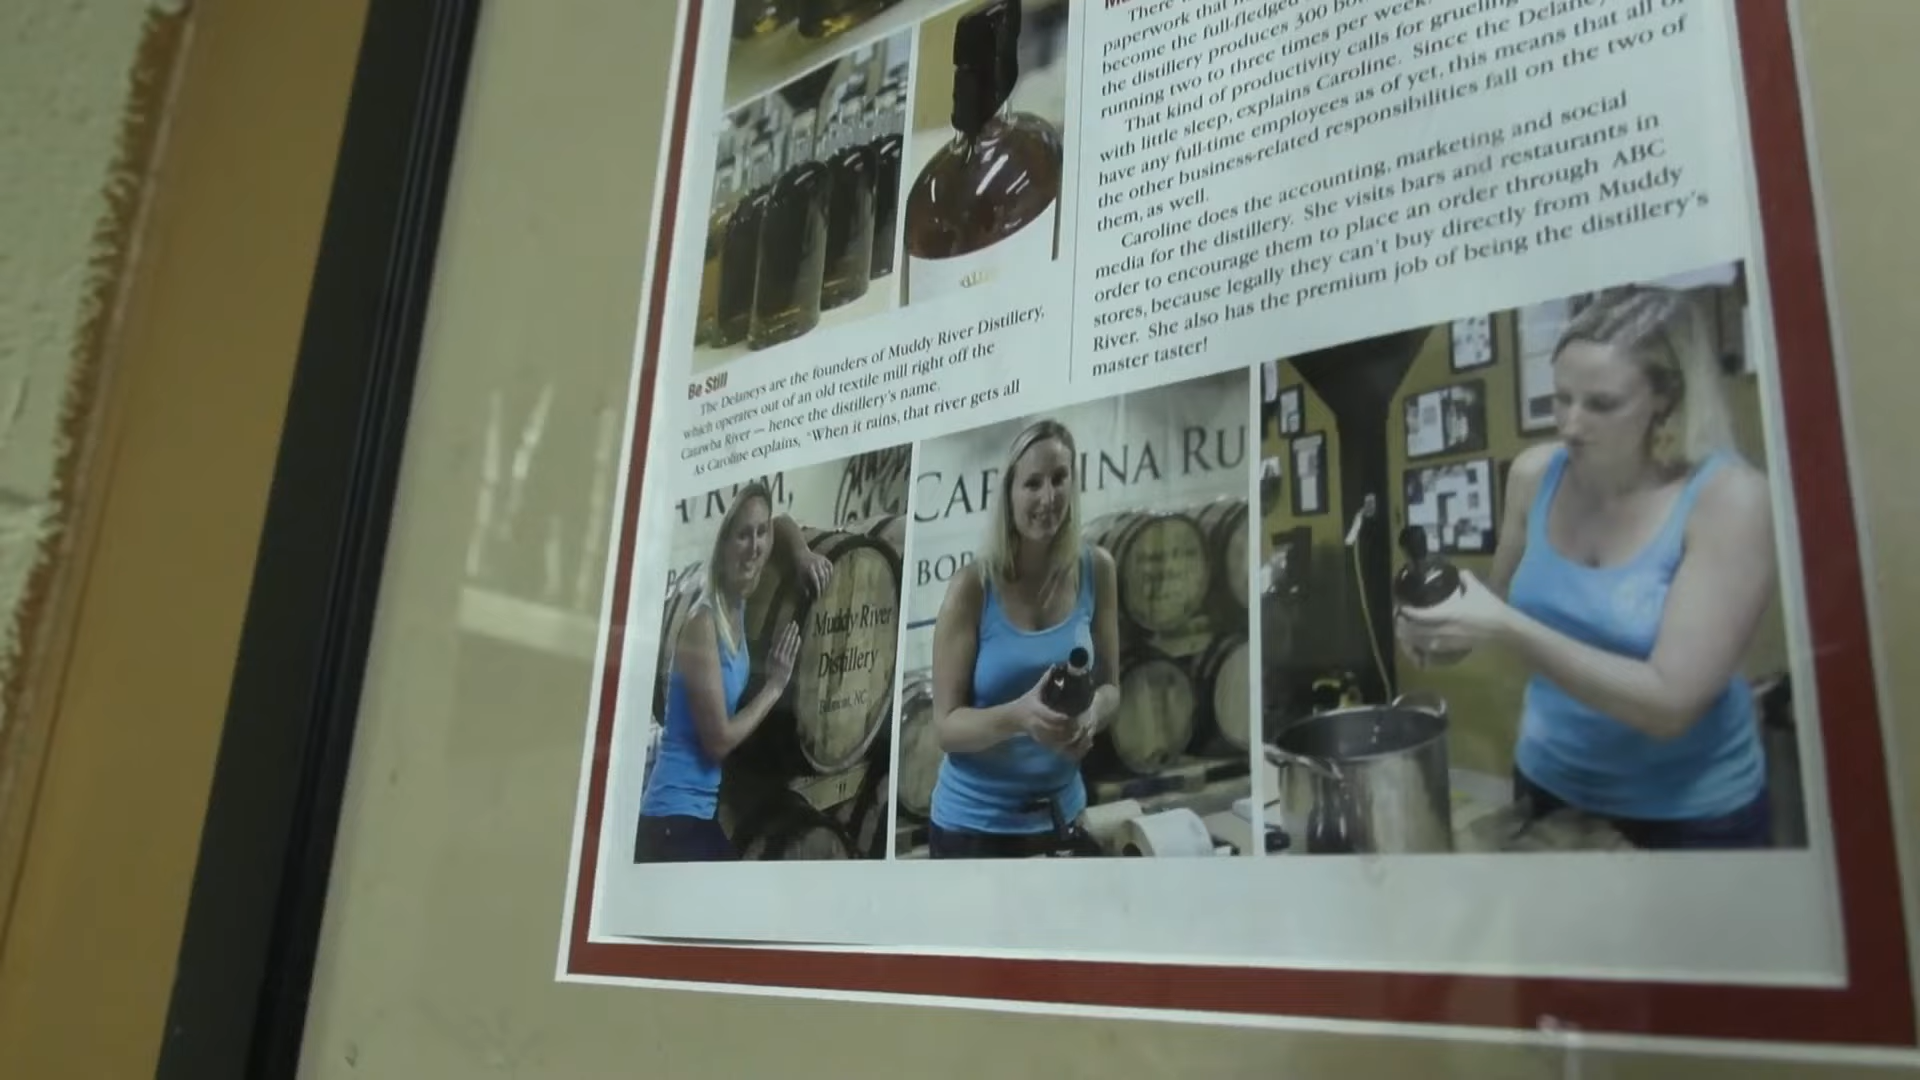 Be Still
The Delaneys are the founders of Muddy River Distillery,
which operates out of an old textile mill right off the
Catawba River — hence the distillery's name.
As Caroline explains, "When it rains, that river gets all
There
paperwork that
become the full-fledged
the distillery produces 300
running two to three times per week.
That kind of productivity calls for grueling
with little sleep, explains Caroline. Since the Delaneys
have any full-time employees as of yet, this means that all of
the other business-related responsibilities fall on the two of
them, as well.
Caroline does the accounting, marketing and social
media for the distillery. She visits bars and restaurants in
order to encourage them to place an order through ABC
stores, because legally they can't buy directly from Muddy
River. She also has the premium job of being the distillery's
master taster!
Muddy River
Distillery
Belmont, NC
CAR INA RU
BOR